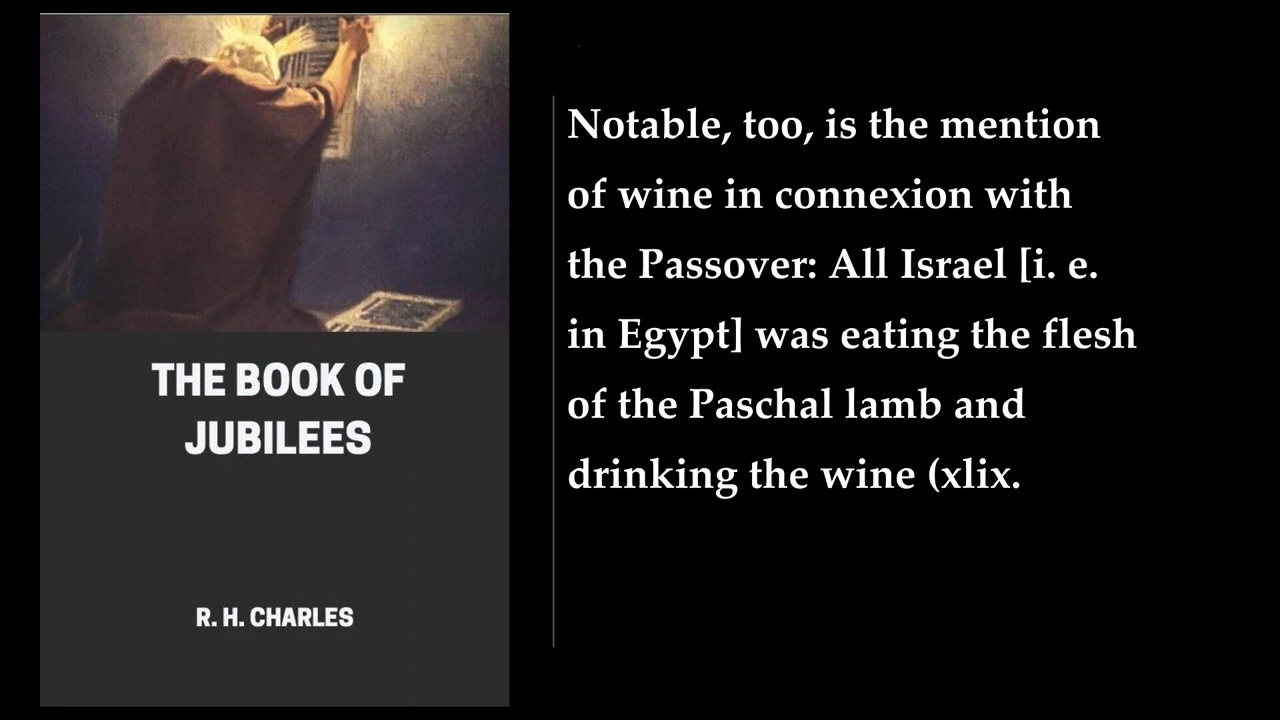 THE BOOK OF
JUBILEES
R. H. CHARLES
Notable, too, is the mention
of wine in connexion with
the Passover: All Israel [i. e.
in Egypt] was eating the flesh
of the Paschal lamb and
drinking the wine (xlix.